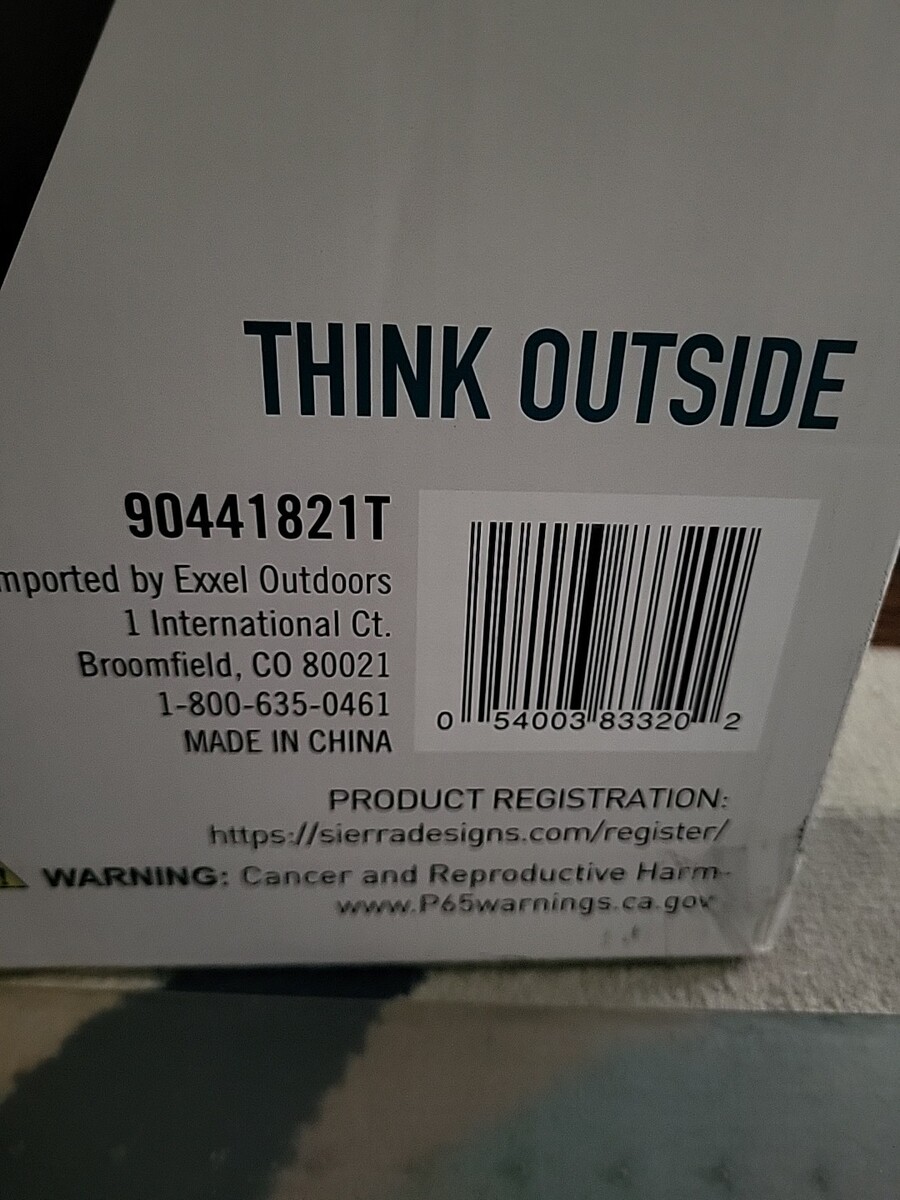 THINK OUTSIDE
90441821T
mported by Exxel Outdoors
1 International Ct.
Broomfield, CO 80021
1-800-635-0461
MADE IN CHINA
0 54003 83320 2
PRODUCT REGISTRATION:
https://sierradesigns.com/register/
WARNING: Cancer and Reproductive Harm-
www.P65warnings.ca.gov